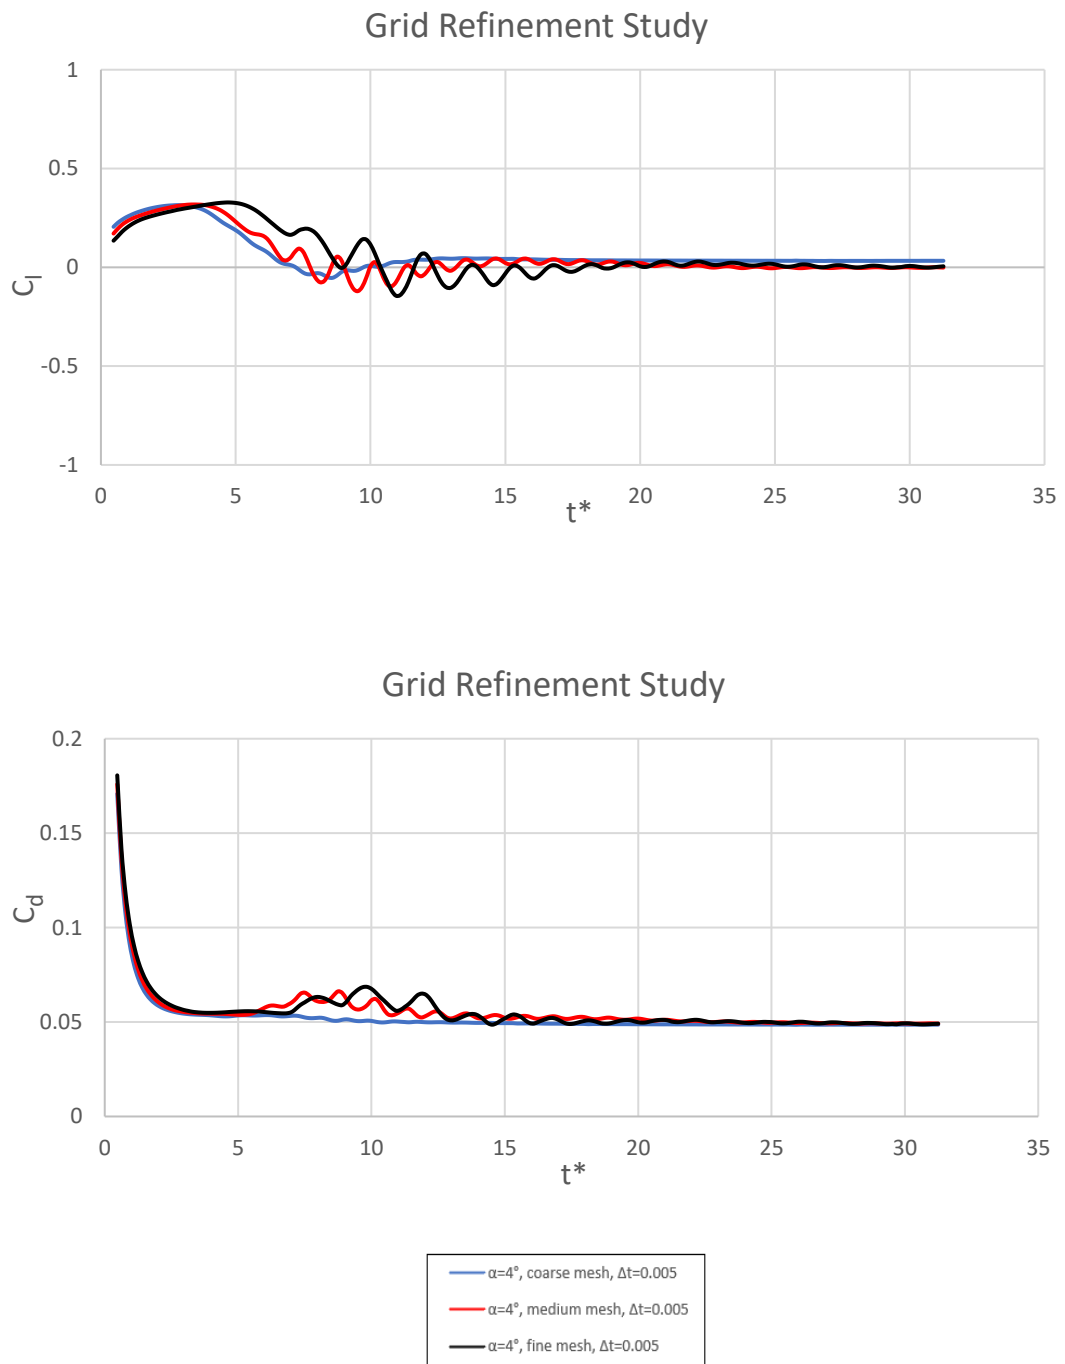 Grid Refinement Study
1
0.5
0
-0.5
-1
C_l
0 5 10 15 20 25 30 35
t*
Grid Refinement Study
0.2
0.15
0.1
0.05
0
C_d
0 5 10 15 20 25 30 35
t*
α=4°, coarse mesh, Δt=0.005
α=4°, medium mesh, Δt=0.005
α=4°, fine mesh, Δt=0.005